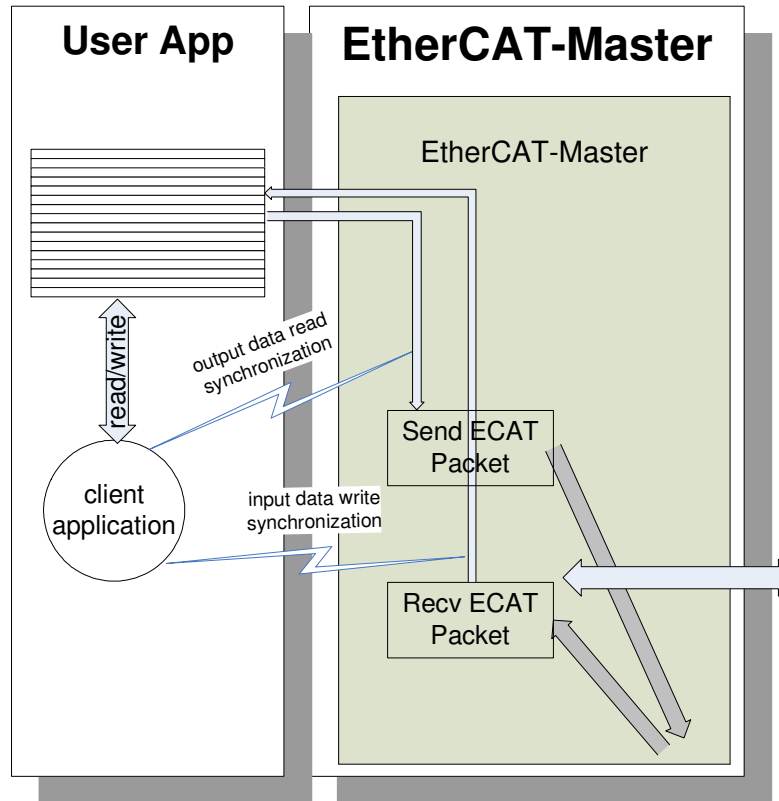 User App
EtherCAT-Master
EtherCAT-Master
read/write
output data read
synchronization
Send ECAT
Packet
client
application
input data write
synchronization
Recv ECAT
Packet